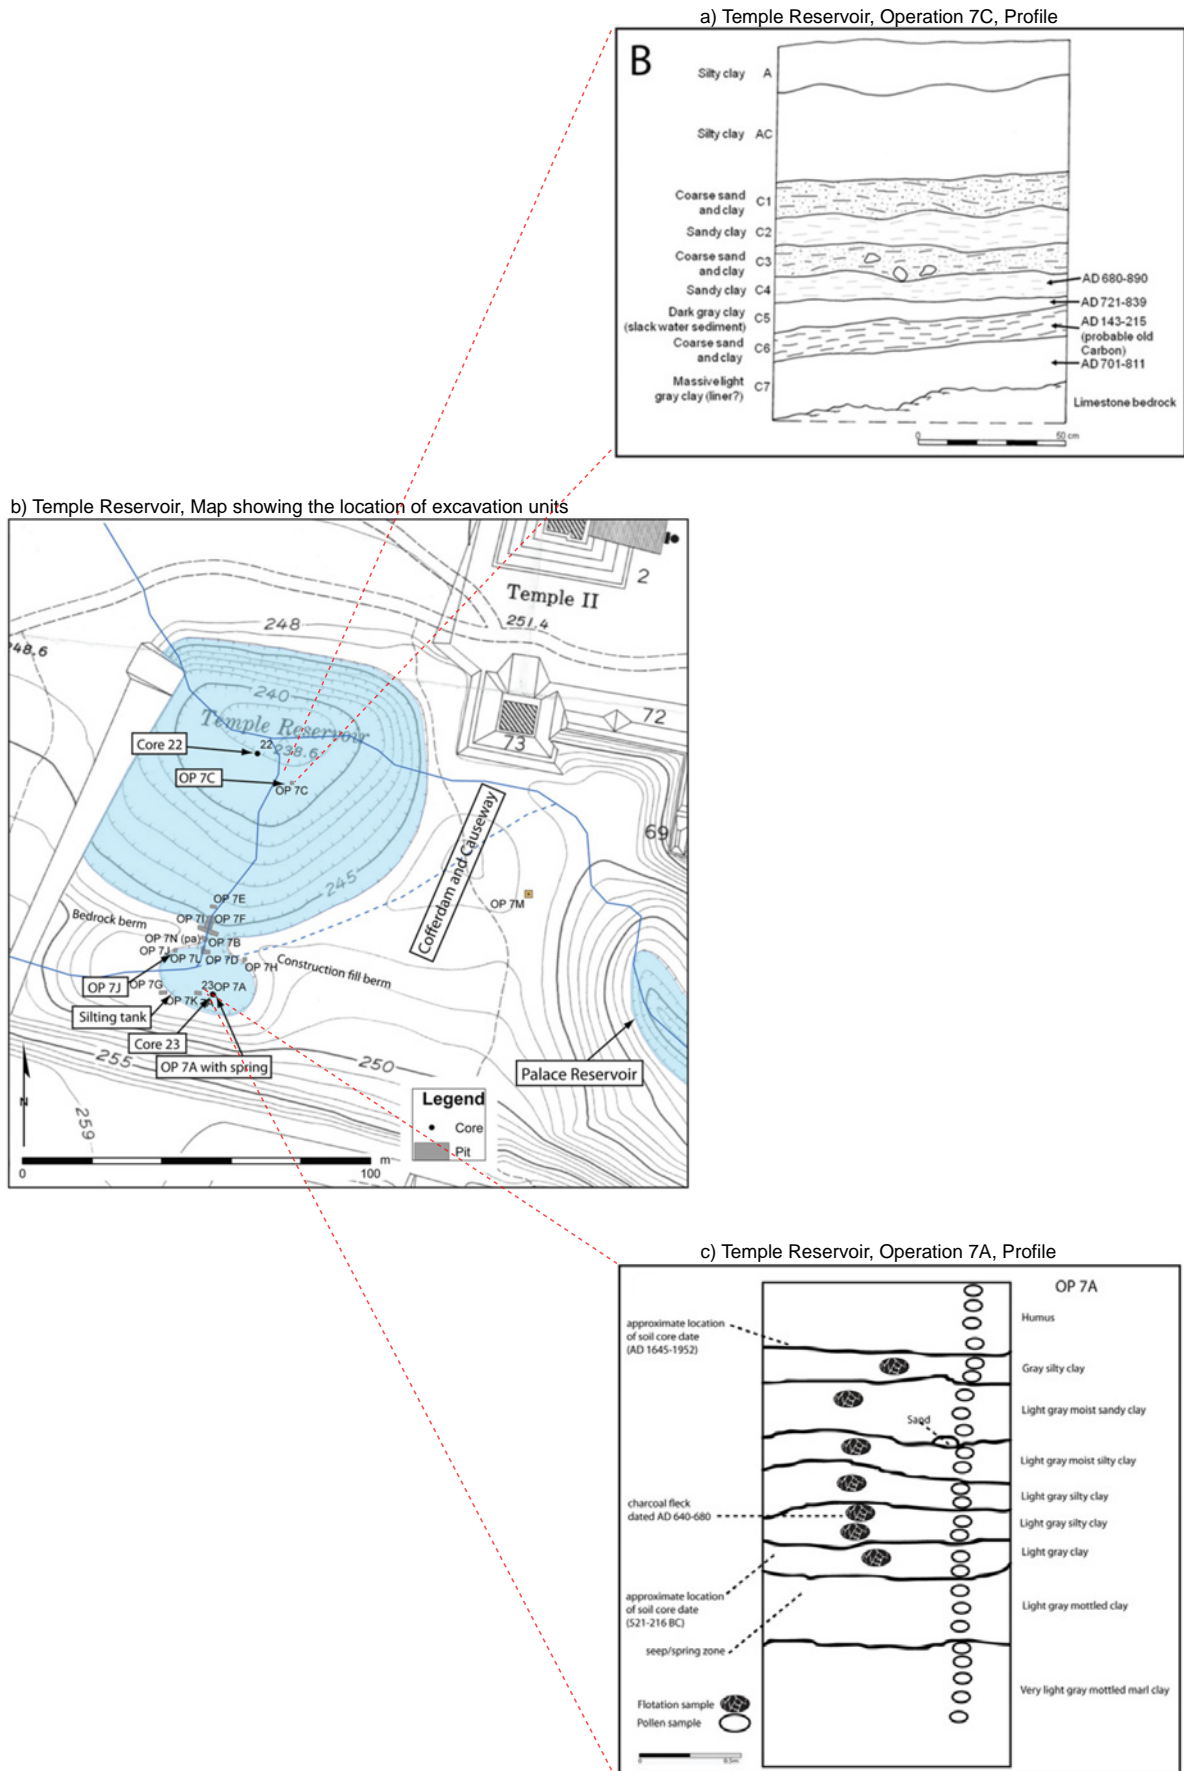 a) Temple Reservoir, Operation 7C, Profile
B
Silty clay A
Silty clay AC
Coarse sand
and clay C1
Sandy clay C2
Coarse sand
and clay C3
Sandy clay C4
Dark gray clay
(slack water sediment) C5
Coarse sand
and clay C6
Massive light
gray clay (liner?) C7
AD 680-890
AD 721-839
AD 143-215
(probable old
Carbon)
AD 701-811
Limestone bedrock
0 50 cm
b) Temple Reservoir, Map showing the location of excavation units
2
Temple II
251.4
248
248.6
240
Temple Reservoir
72
73
Core 22
22
238.6
OP 7C
OP 7C
69
Cofferdam and Causeway
245
OP 7E
OP 7I
OP 7F
OP 7M
Bedrock berm
OP 7N (pa)
OP 7B
OP 7J
OP 7L
OP 7D
OP 7H
Construction fill berm
OP 7J
OP 7G
23
OP 7A
OP 7K
Silting tank
Core 23
OP 7A with spring
255
250
Palace Reservoir
259
N
Legend
Core
Pit
0 100 m
c) Temple Reservoir, Operation 7A, Profile
OP 7A
Humus
approximate location
of soil core date
(AD 1645-1952)
Gray silty clay
Light gray moist sandy clay
Sand
Light gray moist silty clay
Light gray silty clay
charcoal fleck
dated AD 640-680
Light gray silty clay
Light gray clay
approximate location
of soil core date
(521-216 BC)
Light gray mottled clay
seep/spring zone
Very light gray mottled marl clay
Flotation sample
Pollen sample
0 0.5m